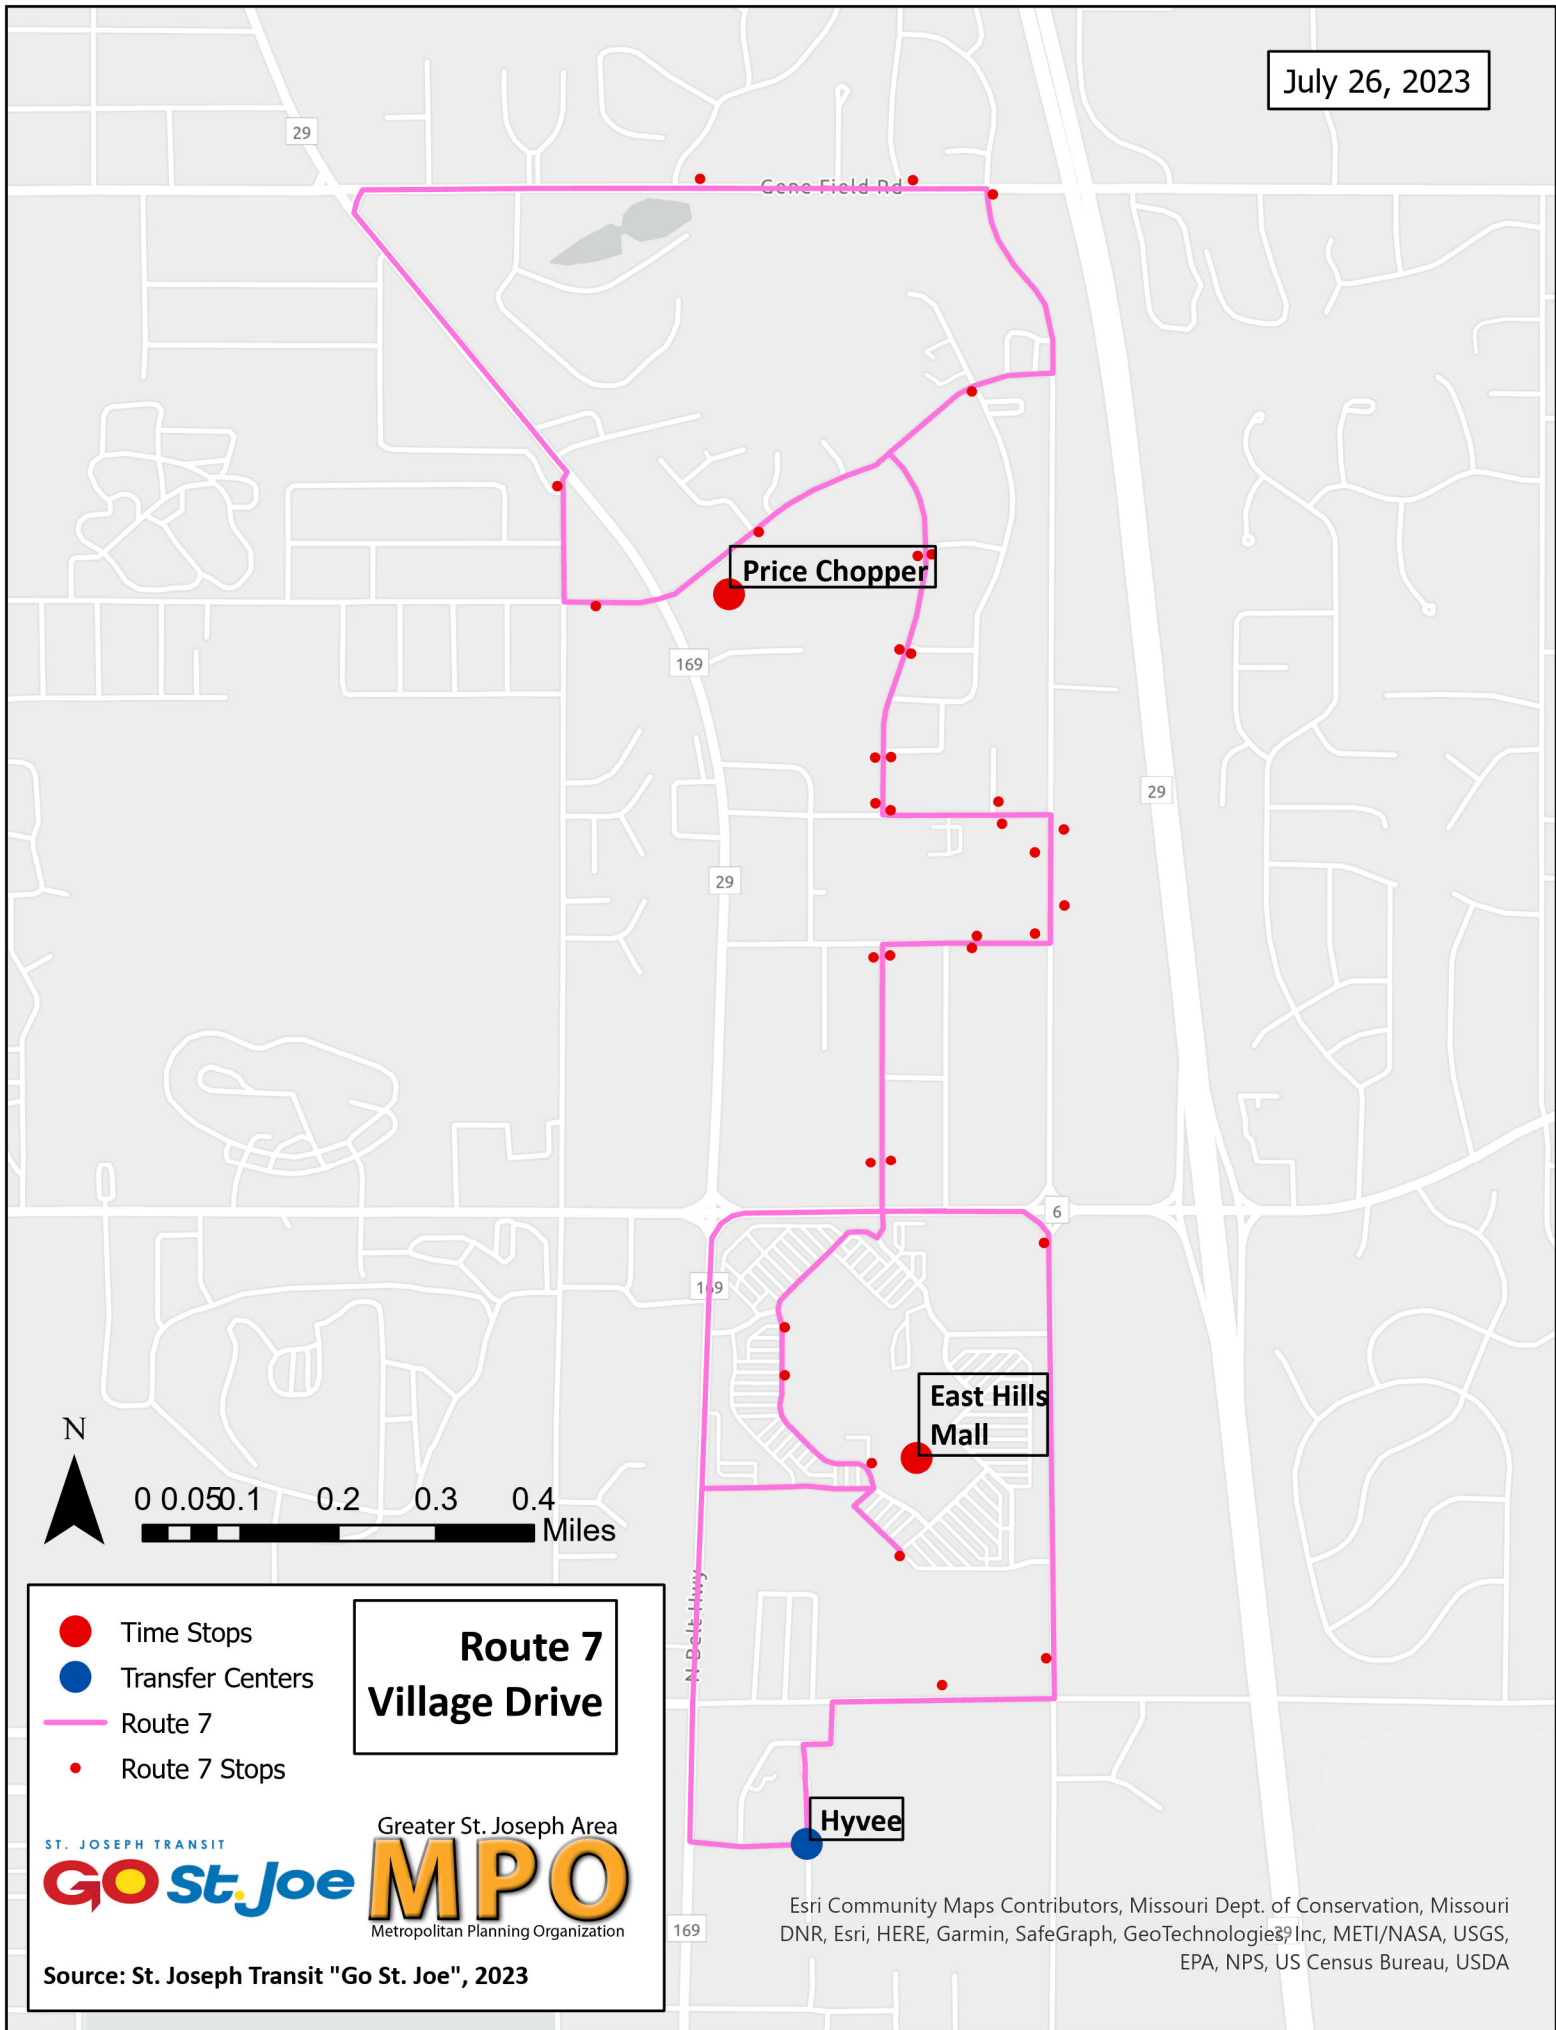 July 26, 2023
29
Gene Field Rd
Price Chopper
169
29
29
6
169
East Hills
Mall
N
0 0.05 0.1 0.2 0.3 0.4
Miles
N Belt Hwy
Time Stops
Transfer Centers
Route 7
Route 7 Stops
Route 7
Village Drive
Hyvee
ST. JOSEPH TRANSIT
GO St. Joe
Greater St. Joseph Area
MPO
Metropolitan Planning Organization
Source: St. Joseph Transit "Go St. Joe", 2023
169
29
Esri Community Maps Contributors, Missouri Dept. of Conservation, Missouri
DNR, Esri, HERE, Garmin, SafeGraph, GeoTechnologies, Inc, METI/NASA, USGS,
EPA, NPS, US Census Bureau, USDA